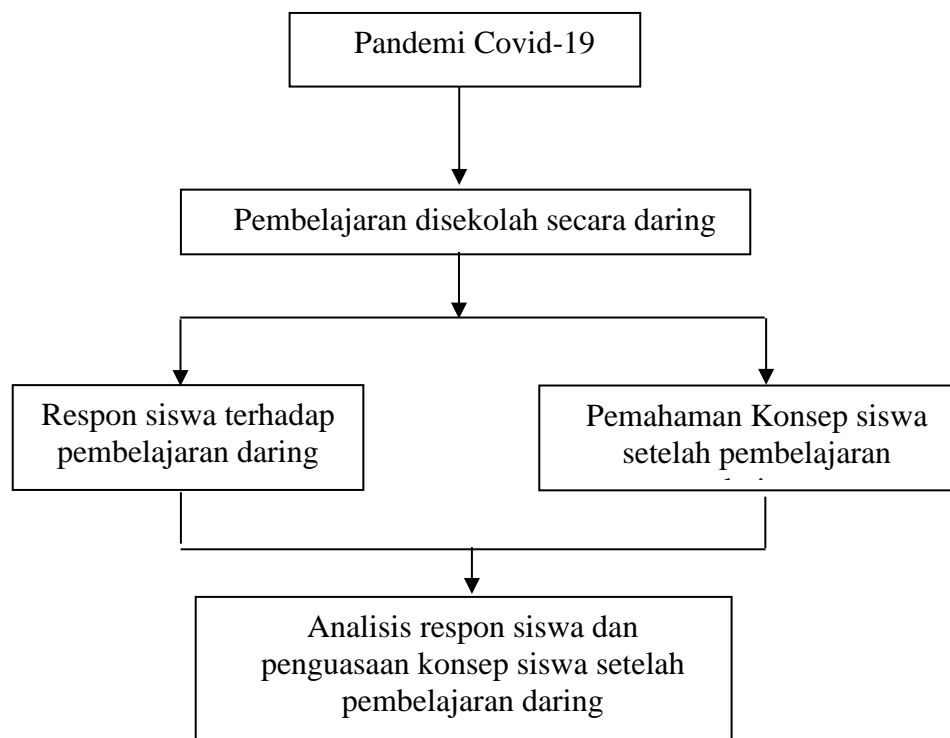 Pandemi Covid-19
Pembelajaran disekolah secara daring
Respon siswa terhadap
pembelajaran daring
Pemahaman Konsep siswa
setelah pembelajaran
Analisis respon siswa dan
penguasaan konsep siswa setelah
pembelajaran daring